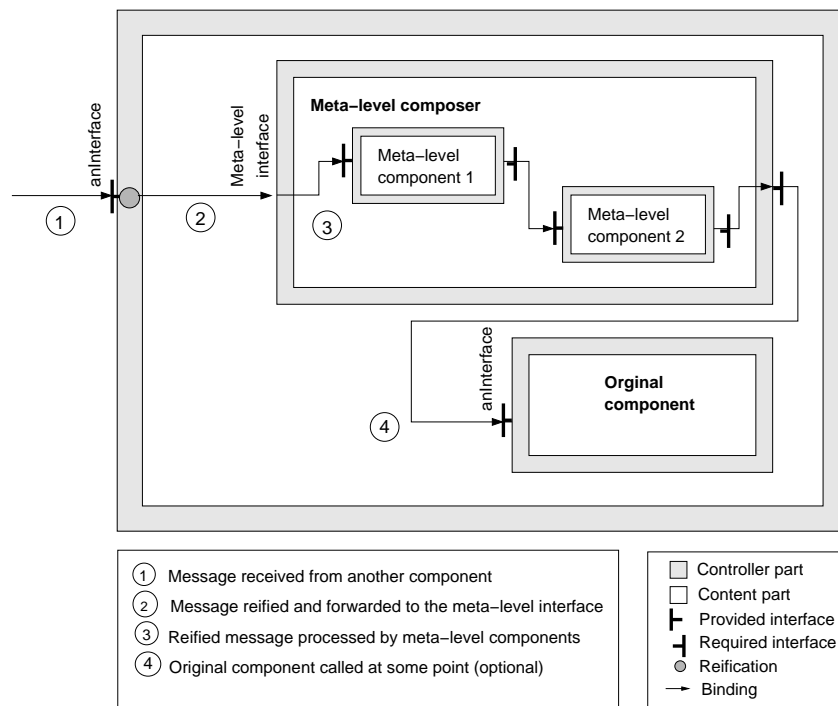 Meta–level composer
anInterface
Meta–level
interface
Meta–level
component 1
1
2
3
Meta–level
component 2
anInterface
Orginal
component
4
1 Message received from another component
2 Message reified and forwarded to the meta–level interface
3 Reified message processed by meta–level components
4 Original component called at some point (optional)
Controller part
Content part
Provided interface
Required interface
Reification
Binding